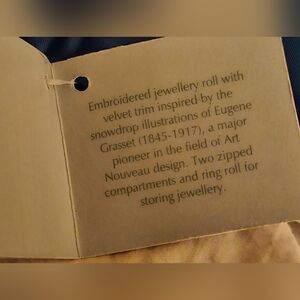 Embroidered jewellery roll with
velvet trim inspired by the
snowdrop illustrations of Eugene
Grasset (1845-1917), a major
pioneer in the field of Art
Nouveau design. Two zipped
compartments and ring roll for
storing jewellery.